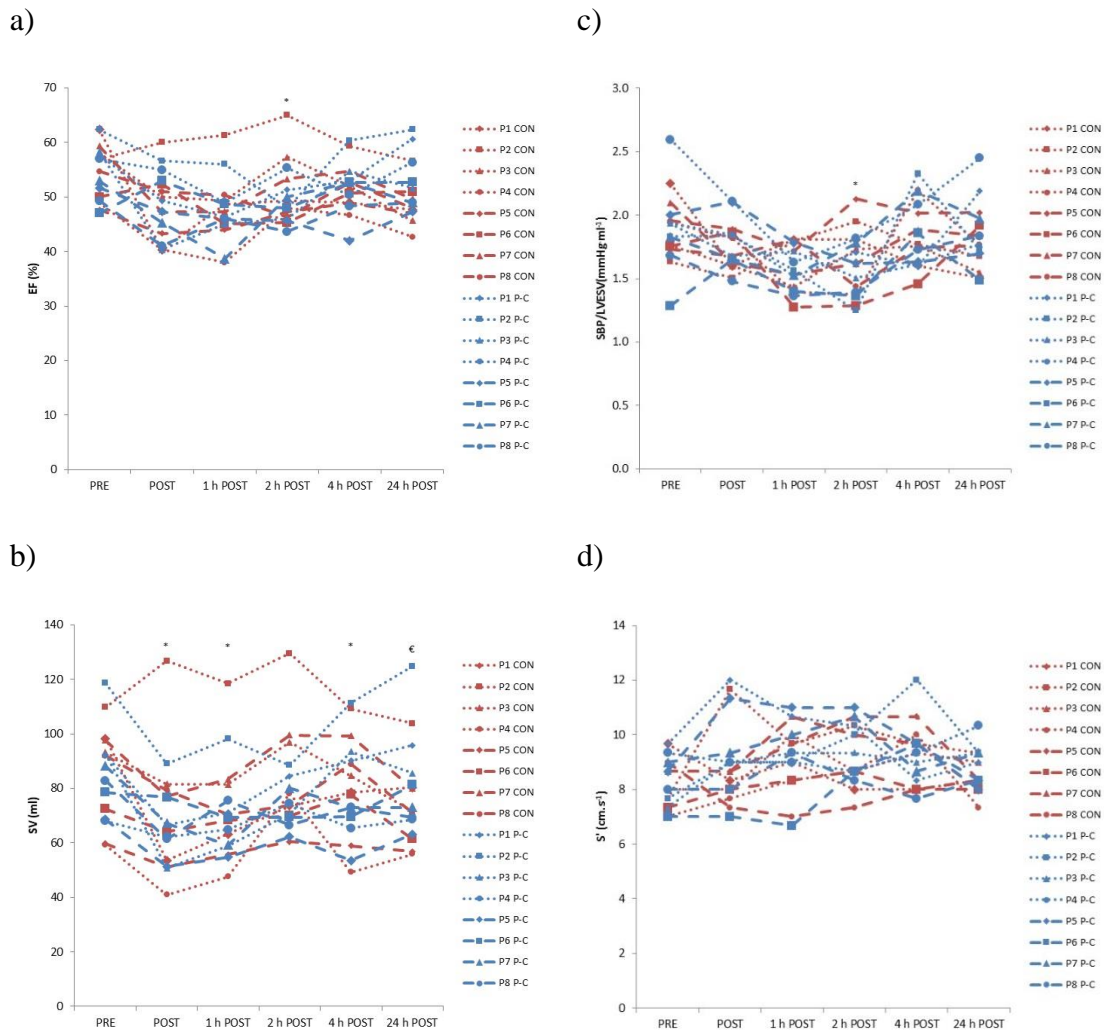 a)
EF (%)
70
60
50
40
30
20
10
0
*
PRE POST 1 h POST 2 h POST 4 h POST 24 h POST
P1 CON
P2 CON
P3 CON
P4 CON
P5 CON
P6 CON
P7 CON
P8 CON
P1 P-C
P2 P-C
P3 P-C
P4 P-C
P5 P-C
P6 P-C
P7 P-C
P8 P-C
c)
SBP/LVESV(mmHg·ml⁻¹)
3.0
2.5
2.0
1.5
1.0
0.5
0.0
*
PRE POST 1 h POST 2 h POST 4 h POST 24 h POST
P1 CON
P2 CON
P3 CON
P4 CON
P5 CON
P6 CON
P7 CON
P8 CON
P1 P-C
P2 P-C
P3 P-C
P4 P-C
P5 P-C
P6 P-C
P7 P-C
P8 P-C
b)
SV (ml)
140
120
100
80
60
40
20
0
* * * €
PRE POST 1 h POST 2 h POST 4 h POST 24 h POST
P1 CON
P2 CON
P3 CON
P4 CON
P5 CON
P6 CON
P7 CON
P8 CON
P1 P-C
P2 P-C
P3 P-C
P4 P-C
P5 P-C
P6 P-C
P7 P-C
P8 P-C
d)
S' (cm.s⁻¹)
14
12
10
8
6
4
2
0
PRE POST 1 h POST 2 h POST 4 h POST 24 h POST
P1 CON
P2 CON
P3 CON
P4 CON
P5 CON
P6 CON
P7 CON
P8 CON
P1 P-C
P2 P-C
P3 P-C
P4 P-C
P5 P-C
P6 P-C
P7 P-C
P8 P-C